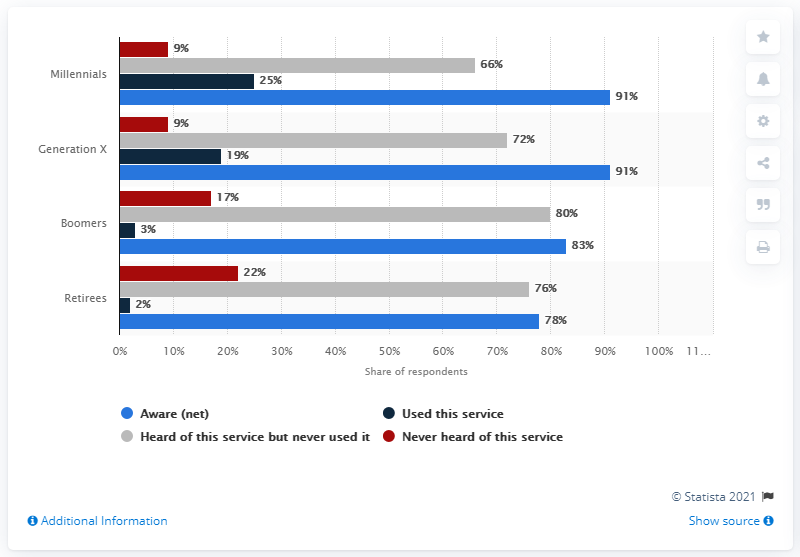 Millennials
9%
66%
25%
91%
Generation X
9%
72%
19%
91%
Boomers
17%
80%
3%
83%
Retirees
22%
76%
2%
78%
0% 10% 20% 30% 40% 50% 60% 70% 80% 90% 100% 11...
Share of respondents
Aware (net) Used this service
Heard of this service but never used it Never heard of this service
© Statista 2021
Additional Information Show source